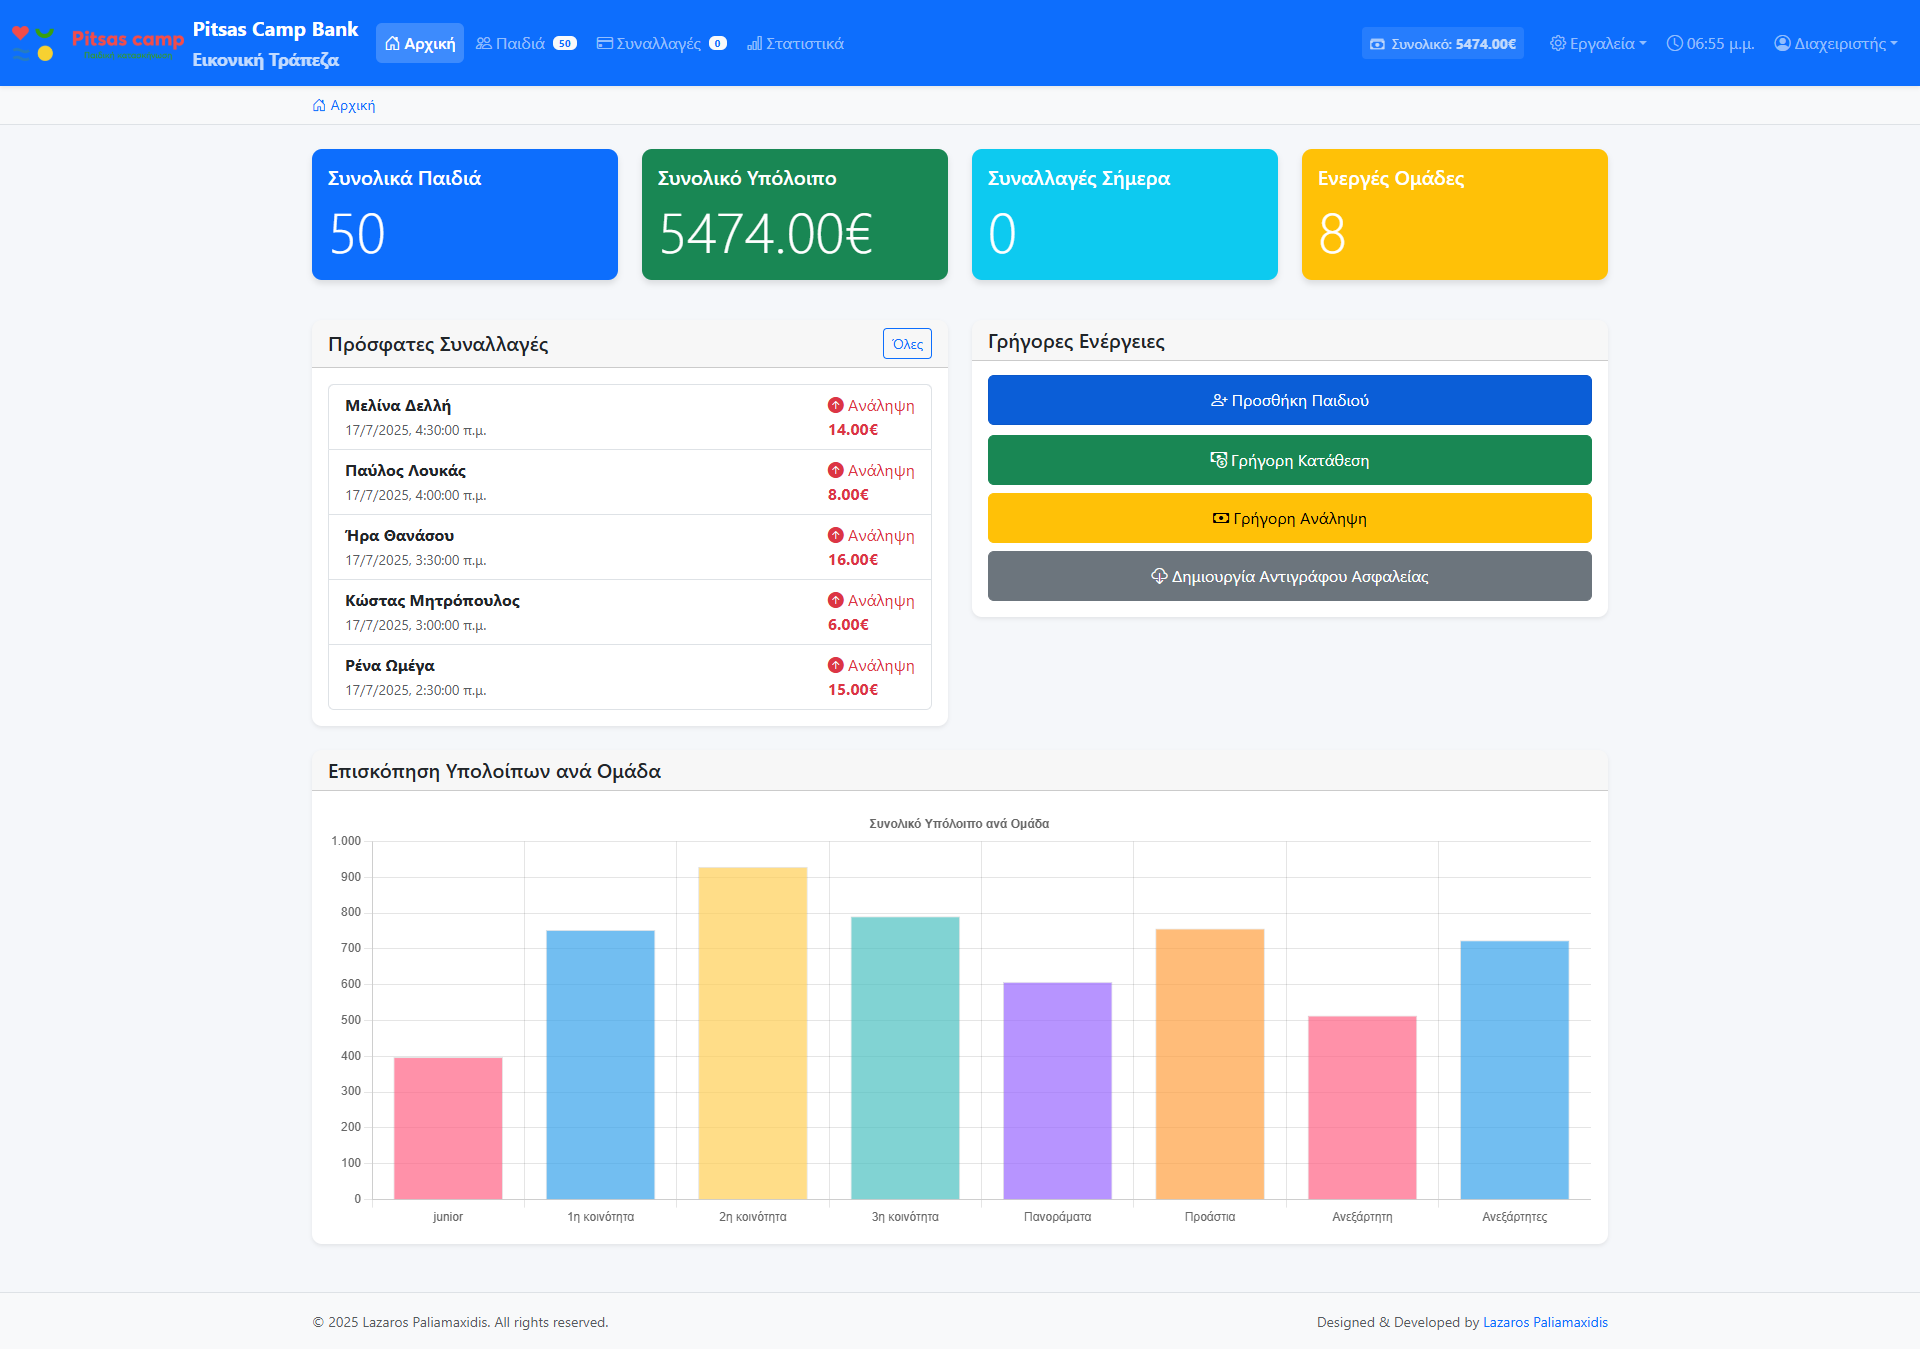 Pitsas camp
Pitsas Camp Bank
Εικονική Τράπεζα
Αρχική
Παιδιά 50
Συναλλαγές 0
Στατιστικά
Συνολικό: 5474.00€
Εργαλεία
06:55 μ.μ.
Διαχειριστής
Αρχική
Συνολικά Παιδιά
50
Συνολικό Υπόλοιπο
5474.00€
Συναλλαγές Σήμερα
0
Ενεργές Ομάδες
8
Πρόσφατες Συναλλαγές
Όλες
Μελίνα Δελλή
Ανάληψη
17/7/2025, 4:30:00 π.μ.
14.00€
Παύλος Λουκάς
Ανάληψη
17/7/2025, 4:00:00 π.μ.
8.00€
Ήρα Θανάσου
Ανάληψη
17/7/2025, 3:30:00 π.μ.
16.00€
Κώστας Μητρόπουλος
Ανάληψη
17/7/2025, 3:00:00 π.μ.
6.00€
Ρένα Ωμέγα
Ανάληψη
17/7/2025, 2:30:00 π.μ.
15.00€
Γρήγορες Ενέργειες
Προσθήκη Παιδιού
Γρήγορη Κατάθεση
Γρήγορη Ανάληψη
Δημιουργία Αντιγράφου Ασφαλείας
Επισκόπηση Υπολοίπων ανά Ομάδα
Συνολικό Υπόλοιπο ανά Ομάδα
1.000
900
800
700
600
500
400
300
200
100
0
junior
1η κοινότητα
2η κοινότητα
3η κοινότητα
Πανοράματα
Προάστια
Ανεξάρτητη
Ανεξάρτητες
© 2025 Lazaros Paliamaxidis. All rights reserved.
Designed & Developed by Lazaros Paliamaxidis